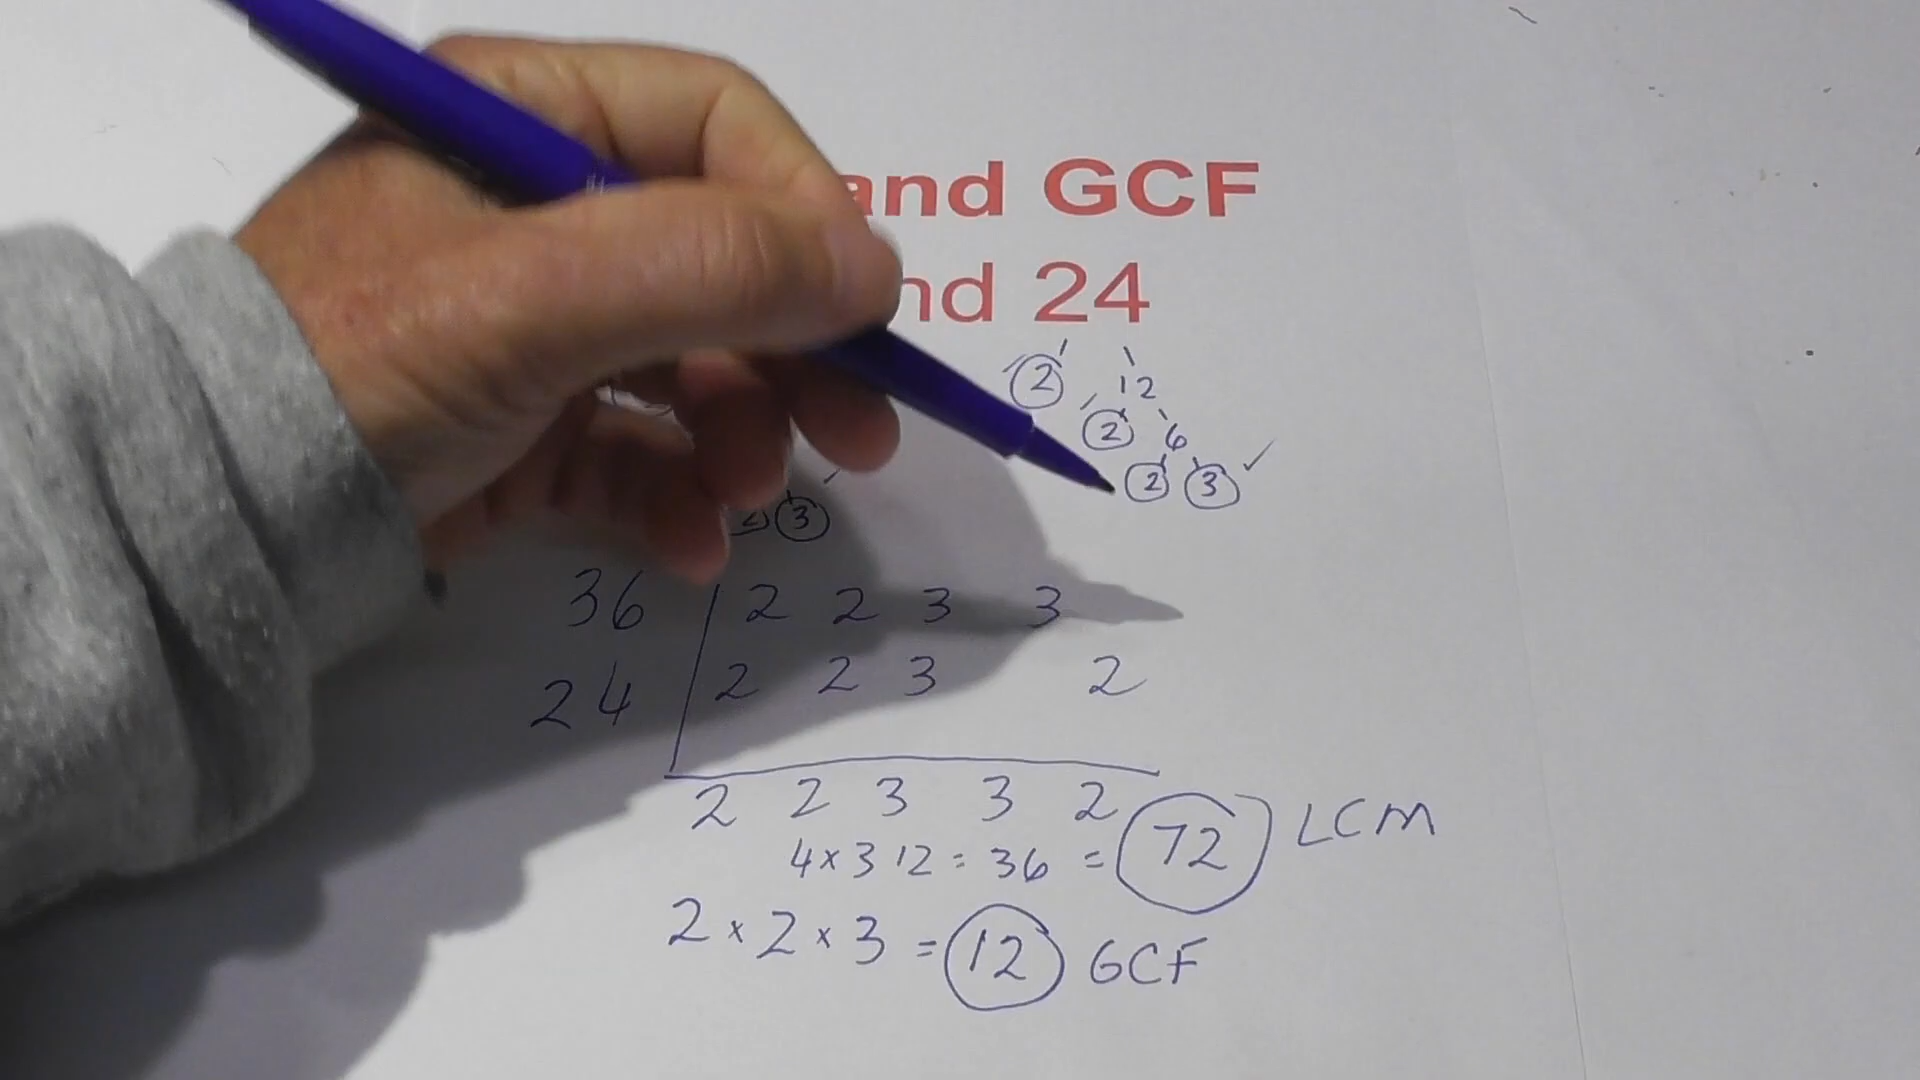 and GCF
nd 24
2 12
2 6
2 3 ✓
3
36 | 2 2 3 3
24 | 2 2 3 2
2 2 3 3 2
4 x 3 12 = 36 = 72 LCM
2 x 2 x 3 = 12 GCF